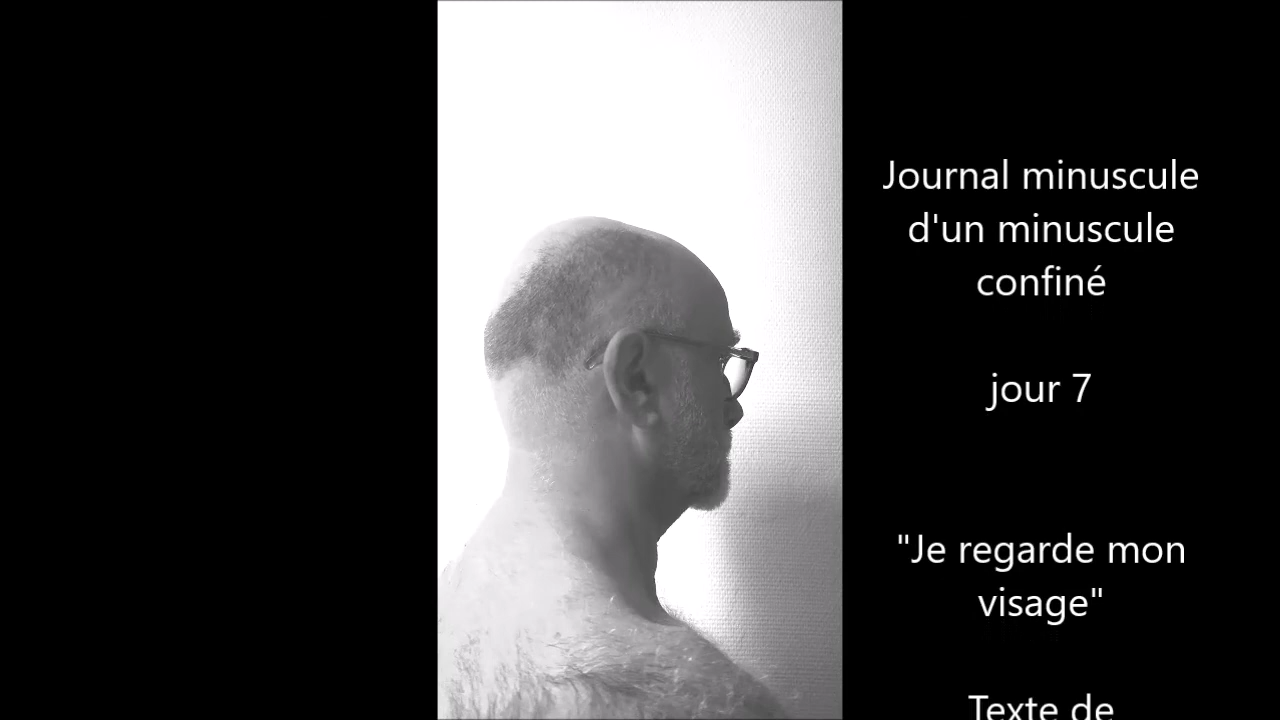 Journal minuscule
d'un minuscule
confiné
jour 7
"Je regarde mon
visage"
Texte de